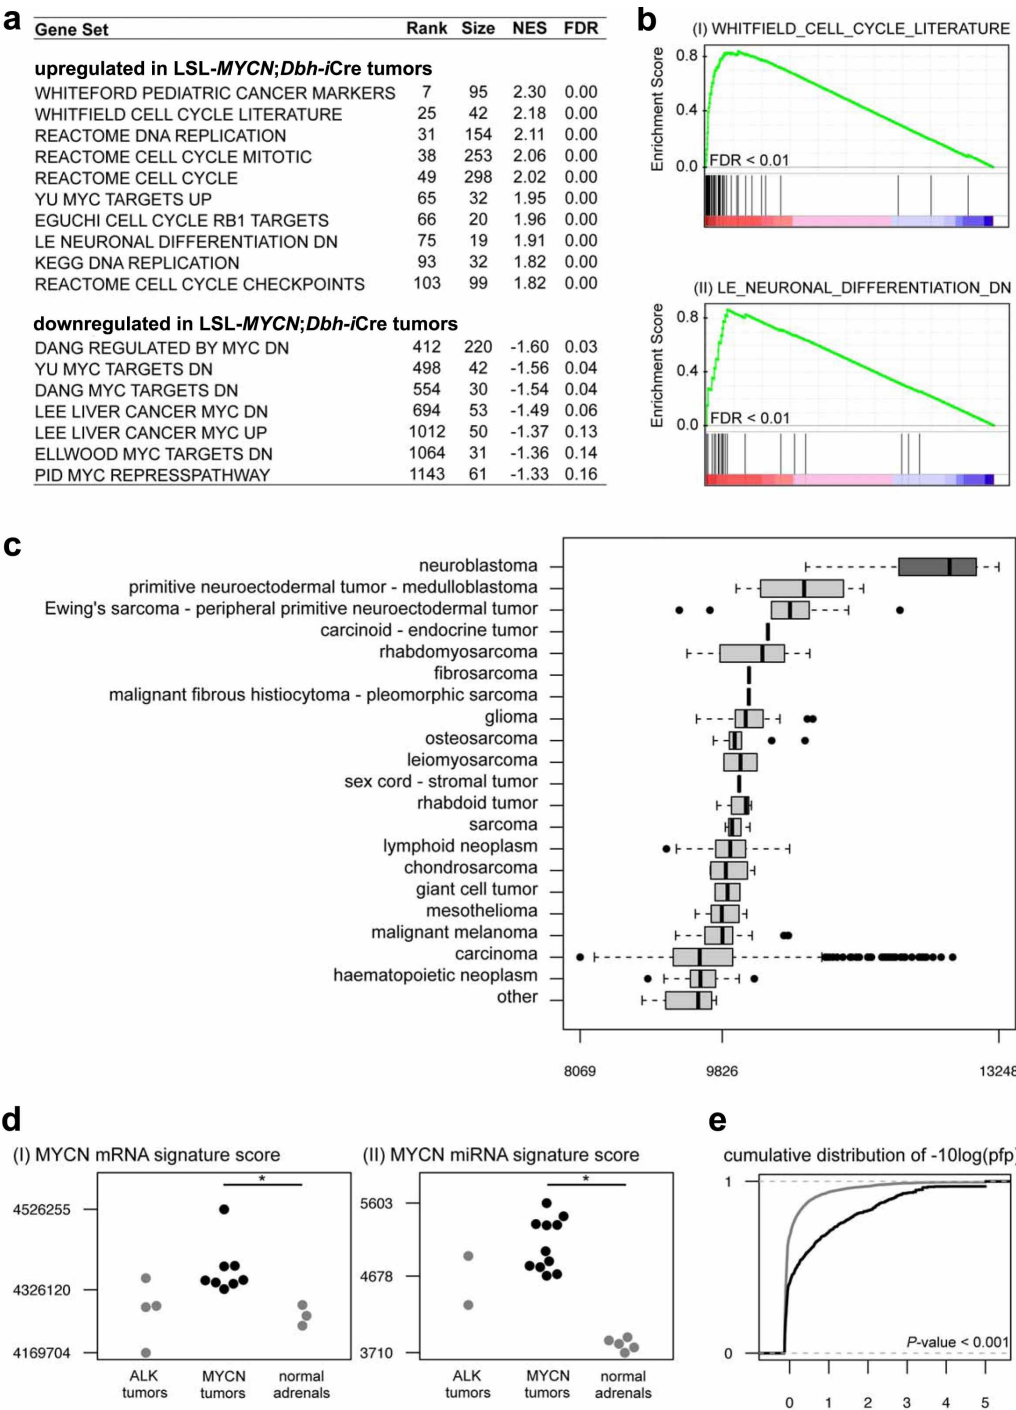 a
Gene Set Rank Size NES FDR
upregulated in LSL-MYCN;Dbh-iCre tumors
WHITEFORD PEDIATRIC CANCER MARKERS 7 95 2.30 0.00
WHITFIELD CELL CYCLE LITERATURE 25 42 2.18 0.00
REACTOME DNA REPLICATION 31 154 2.11 0.00
REACTOME CELL CYCLE MITOTIC 38 253 2.06 0.00
REACTOME CELL CYCLE 49 298 2.02 0.00
YU MYC TARGETS UP 65 32 1.95 0.00
EGUCHI CELL CYCLE RB1 TARGETS 66 20 1.96 0.00
LE NEURONAL DIFFERENTIATION DN 75 19 1.91 0.00
KEGG DNA REPLICATION 93 32 1.82 0.00
REACTOME CELL CYCLE CHECKPOINTS 103 99 1.82 0.00
downregulated in LSL-MYCN;Dbh-iCre tumors
DANG REGULATED BY MYC DN 412 220 -1.60 0.03
YU MYC TARGETS DN 498 42 -1.56 0.04
DANG MYC TARGETS DN 554 30 -1.54 0.04
LEE LIVER CANCER MYC DN 694 53 -1.49 0.06
LEE LIVER CANCER MYC UP 1012 50 -1.37 0.13
ELLWOOD MYC TARGETS DN 1064 31 -1.36 0.14
PID MYC REPRESSPATHWAY 1143 61 -1.33 0.16
b
(I) WHITFIELD_CELL_CYCLE_LITERATURE
Enrichment Score
0.8
0.4
0.0
FDR < 0.01
(II) LE_NEURONAL_DIFFERENTIATION_DN
Enrichment Score
0.8
0.4
0.0
FDR < 0.01
c
neuroblastoma
primitive neuroectodermal tumor - medulloblastoma
Ewing's sarcoma - peripheral primitive neuroectodermal tumor
carcinoid - endocrine tumor
rhabdomyosarcoma
fibrosarcoma
malignant fibrous histiocytoma - pleomorphic sarcoma
glioma
osteosarcoma
leiomyosarcoma
sex cord - stromal tumor
rhabdoid tumor
sarcoma
lymphoid neoplasm
chondrosarcoma
giant cell tumor
mesothelioma
malignant melanoma
carcinoma
haematopoietic neoplasm
other
8069 9826 13248
d
(I) MYCN mRNA signature score
*
4526255
4326120
4169704
ALK tumors
MYCN tumors
normal adrenals
(II) MYCN miRNA signature score
*
5603
4678
3710
ALK tumors
MYCN tumors
normal adrenals
e
cumulative distribution of -10log(pfp)
1
0
P-value < 0.001
0 1 2 3 4 5